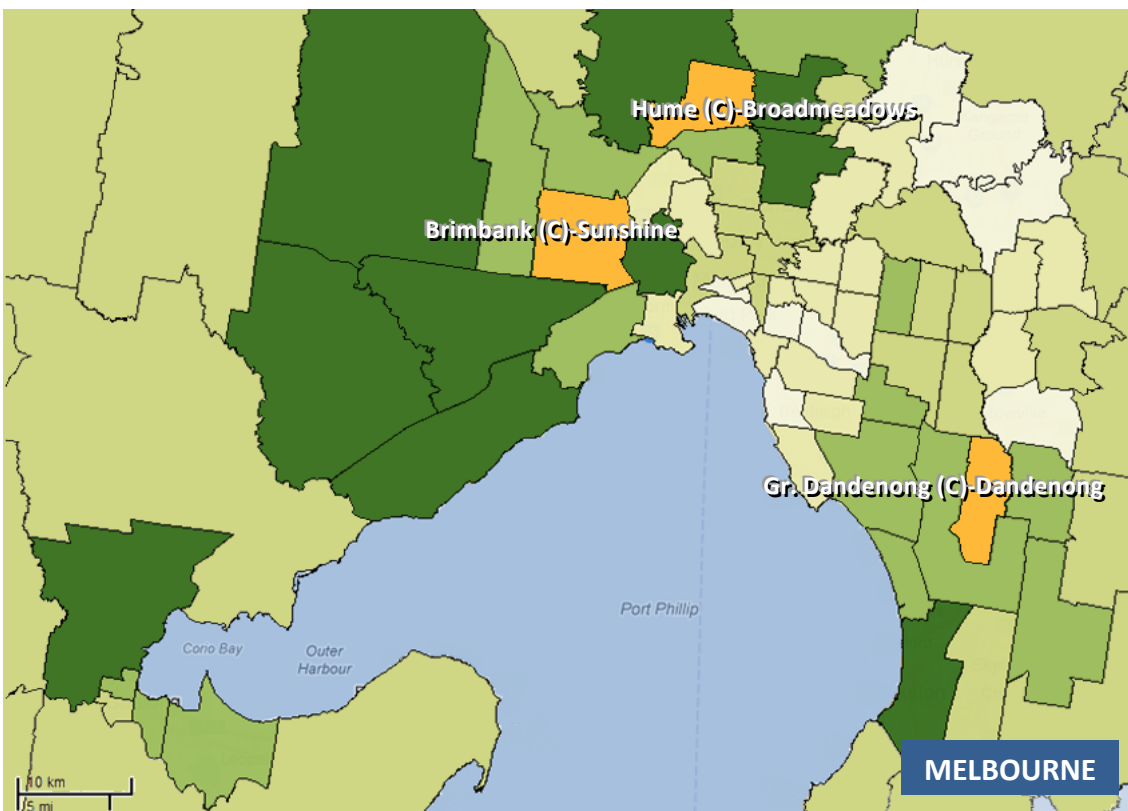 Hume (C)-Broadmeadows
Brimbank (C)-Sunshine
Gr. Dandenong (C)-Dandenong
Port Phillip
Corio Bay
Outer
Harbour
MELBOURNE
10 km
5 mi